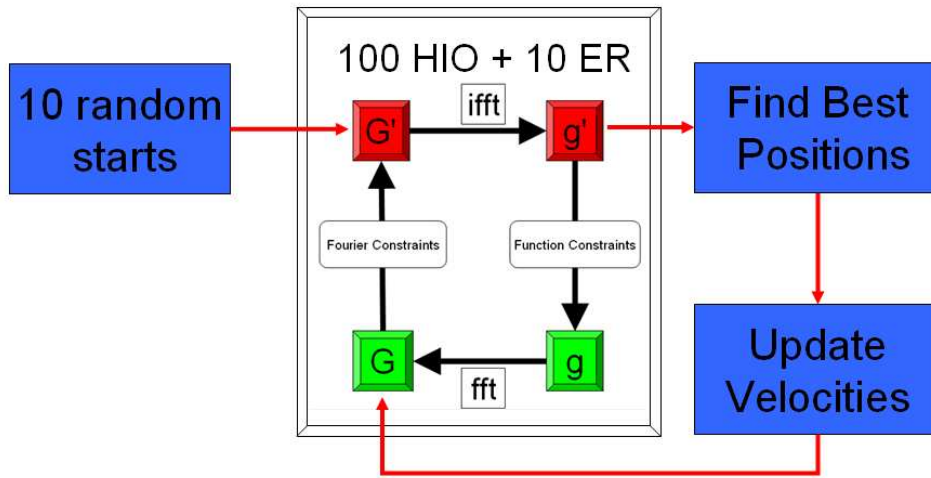 100 HIO + 10 ER
10 random
starts
G'
ifft
g'
Find Best
Positions
Fourier Constraints
Function Constraints
G
fft
g
Update
Velocities